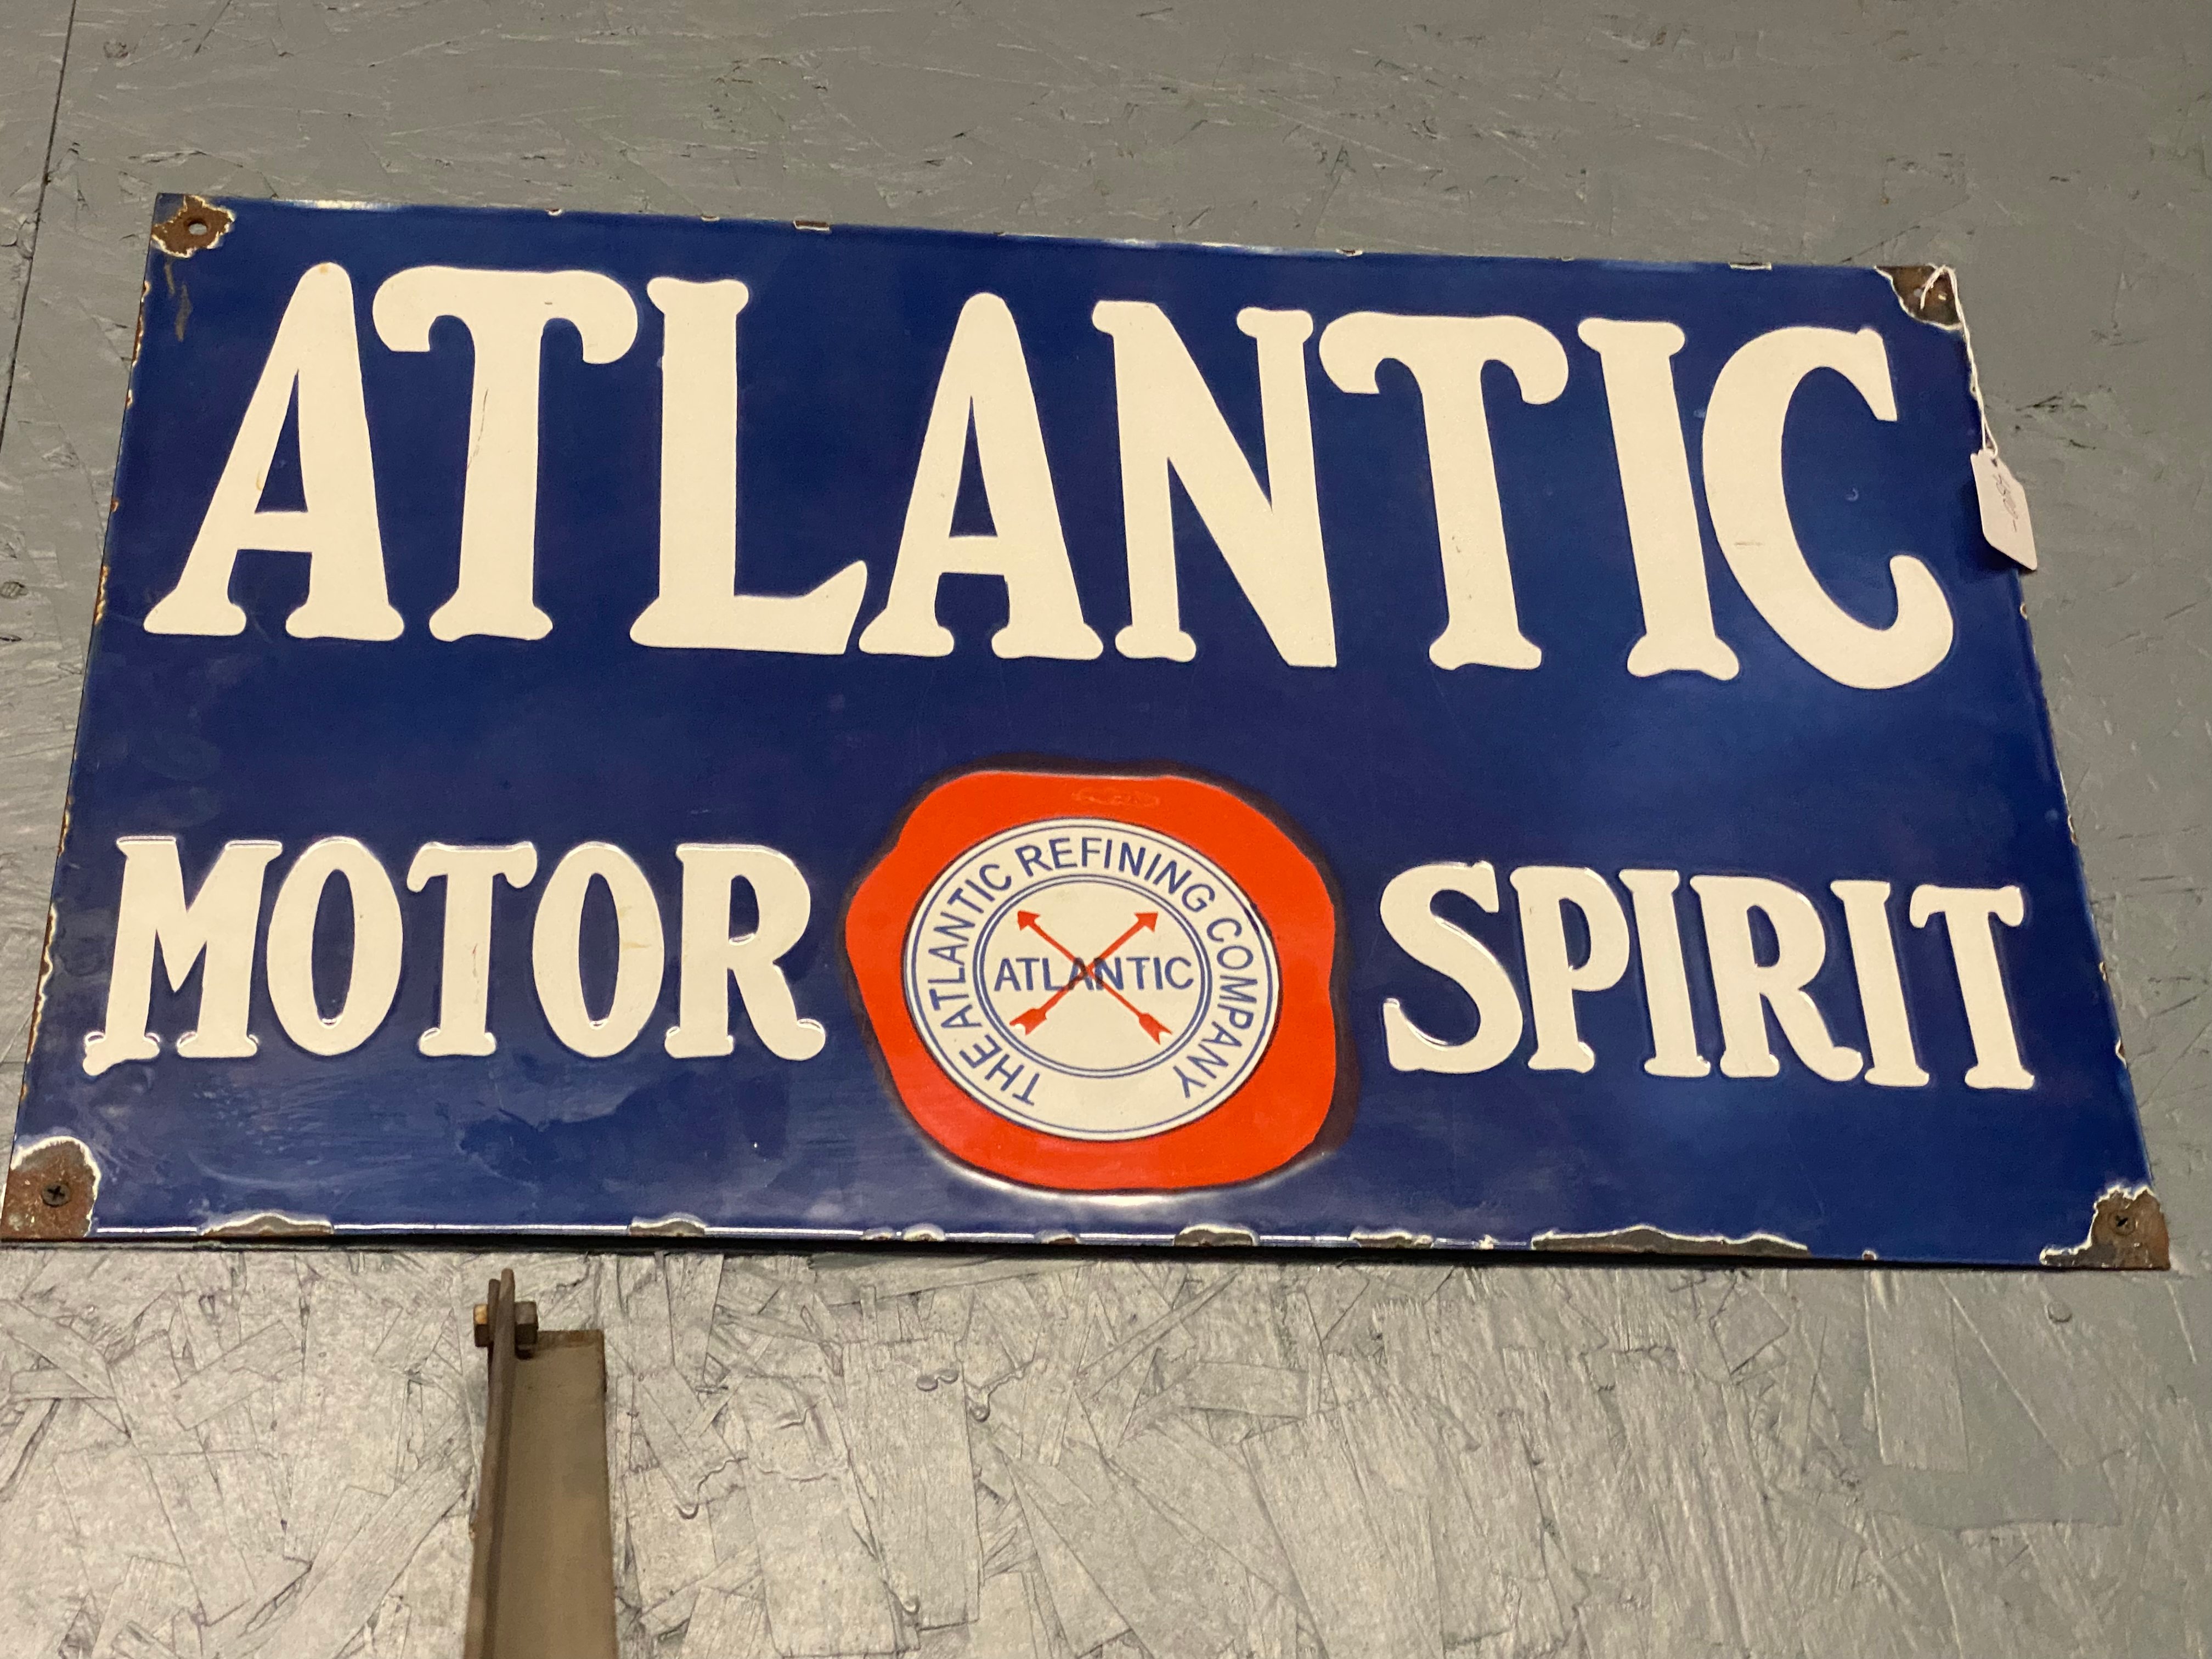 ATLANTIC
MOTOR SPIRIT
THE ATLANTIC REFINING COMPANY
ATLANTIC